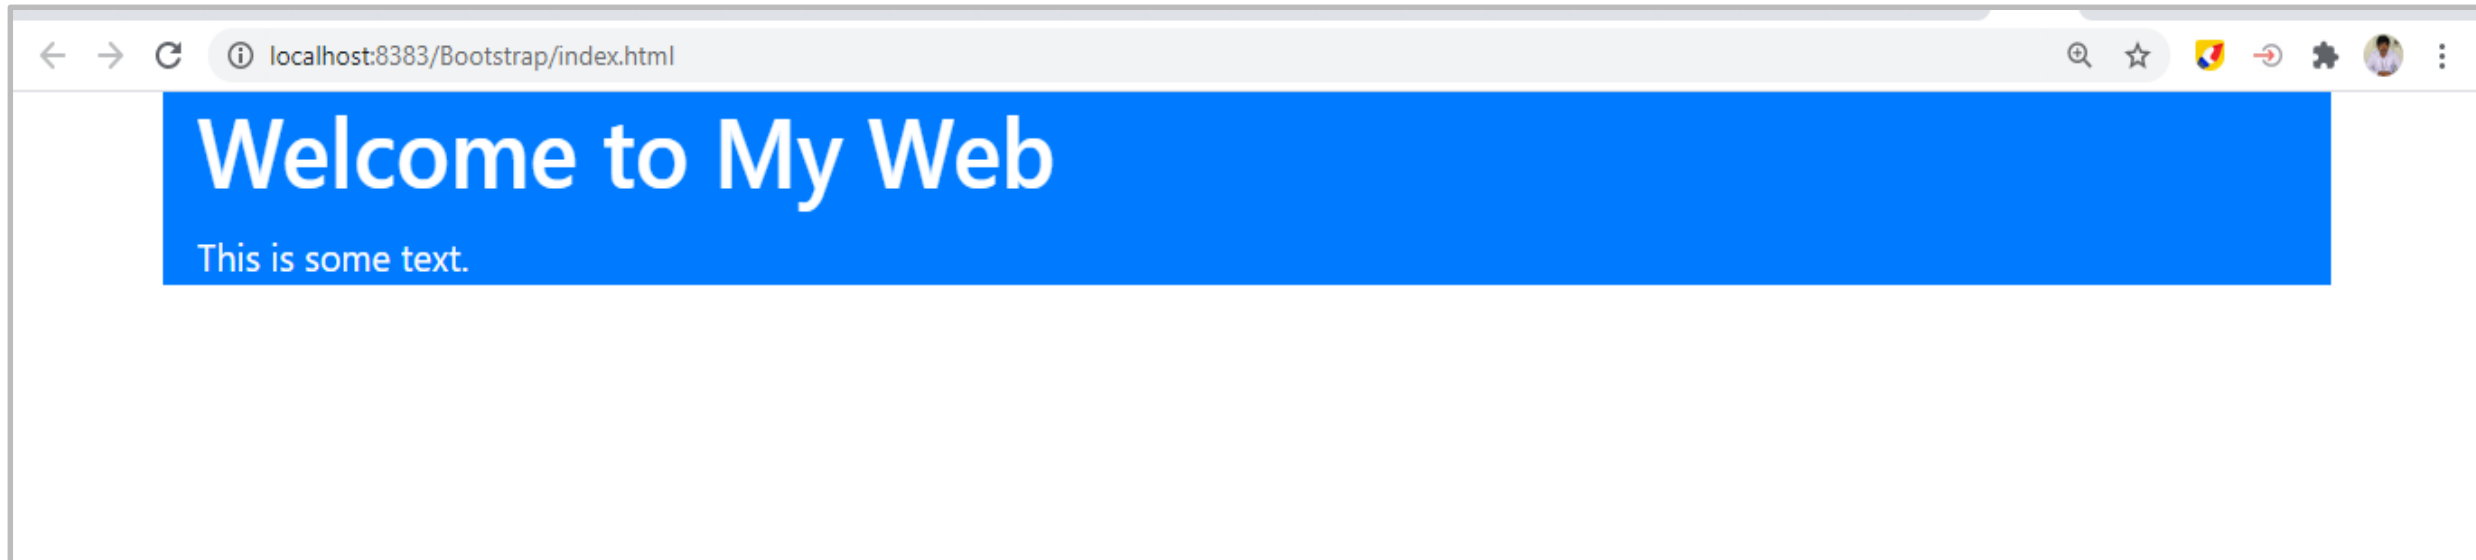 localhost:8383/Bootstrap/index.html
Welcome to My Web
This is some text.